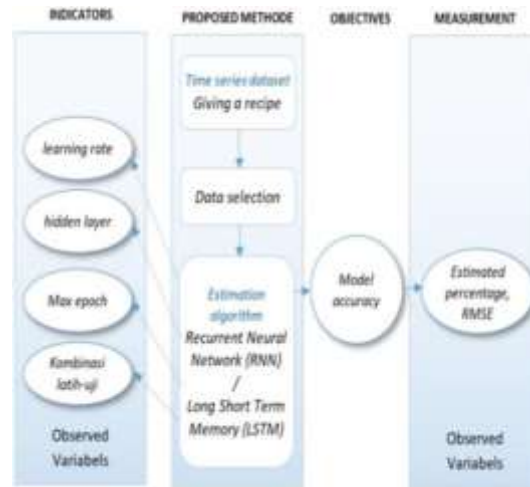 INDICATORS
PROPOSED METHODE
OBJECTIVES
MEASUREMENT
learning rate
hidden layer
Max epoch
Kombinasi
latih-uji
Observed
Variabels
Time series dataset
Giving a recipe
Data selection
Estimation
algorithm
Recurrent Neural
Network (RNN)
/
Long Short Term
Memory (LSTM)
Model
accuracy
Estimated
percentage,
RMSE
Observed
Variabels